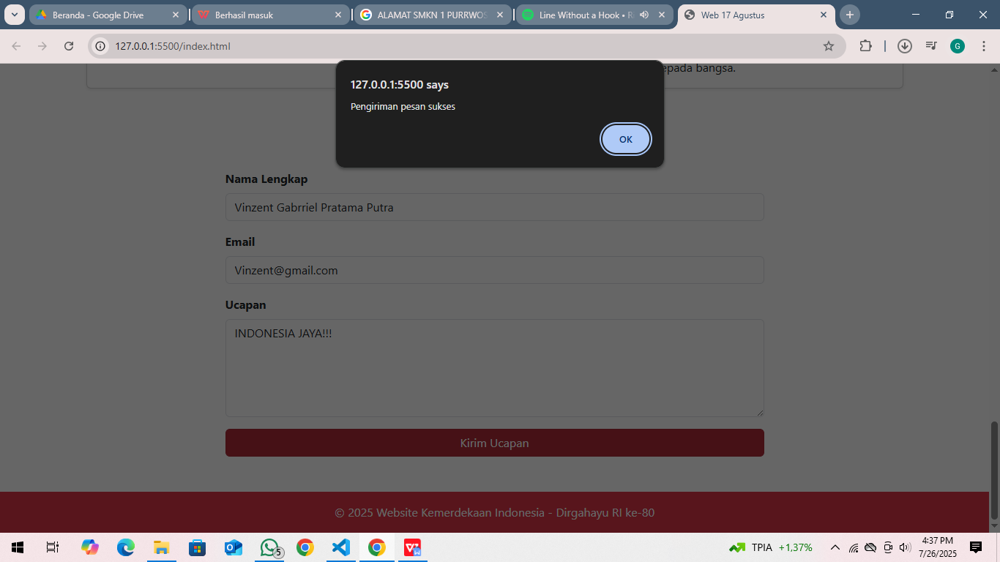 Beranda - Google Drive
Berhasil masuk
ALAMAT SMKN 1 PURRWOS
Line Without a Hook • Ri
Web 17 Agustus
127.0.0.1:5500/index.html
G
epada bangsa.
127.0.0.1:5500 says
Pengiriman pesan sukses
OK
Nama Lengkap
Vinzent Gabrriel Pratama Putra
Email
Vinzent@gmail.com
Ucapan
INDONESIA JAYA!!!
Kirim Ucapan
© 2025 Website Kemerdekaan Indonesia - Dirgahayu RI ke-80
5
TPIA +1,37%
4:37 PM
7/26/2025